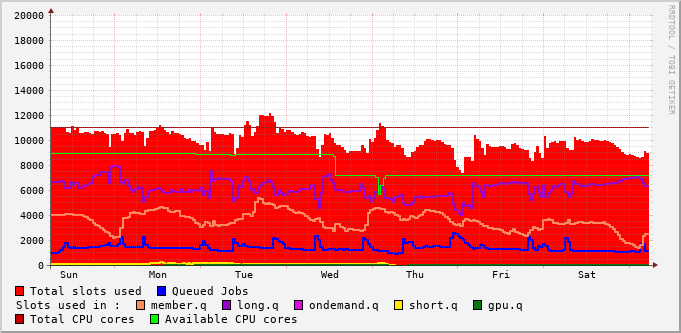 20000
18000
16000
14000
12000
10000
8000
6000
4000
2000
0
Sun Mon Tue Wed Thu Fri Sat
RRDTOOL / TOBI OETIKER
Total slots used Queued Jobs
Slots used in : member.q long.q ondemand.q short.q gpu.q
Total CPU cores Available CPU cores